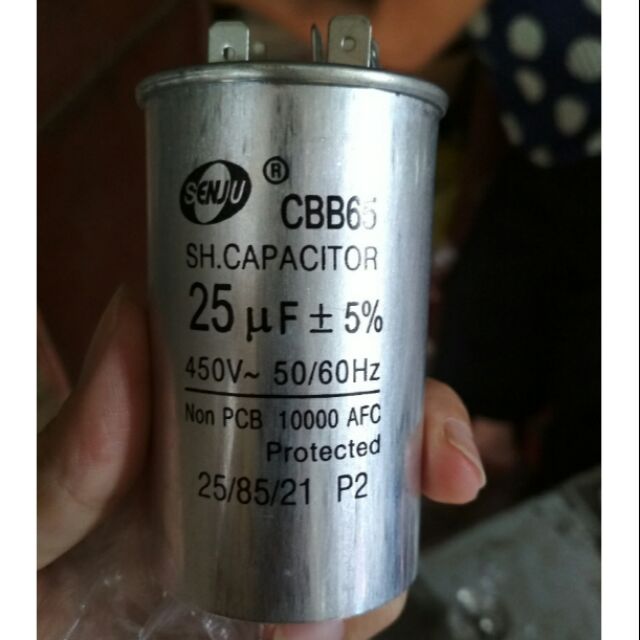 SENJU ®
CBB65
SH.CAPACITOR
25 µF ± 5%
450V~ 50/60Hz
Non PCB 10000 AFC
Protected
25/85/21 P2